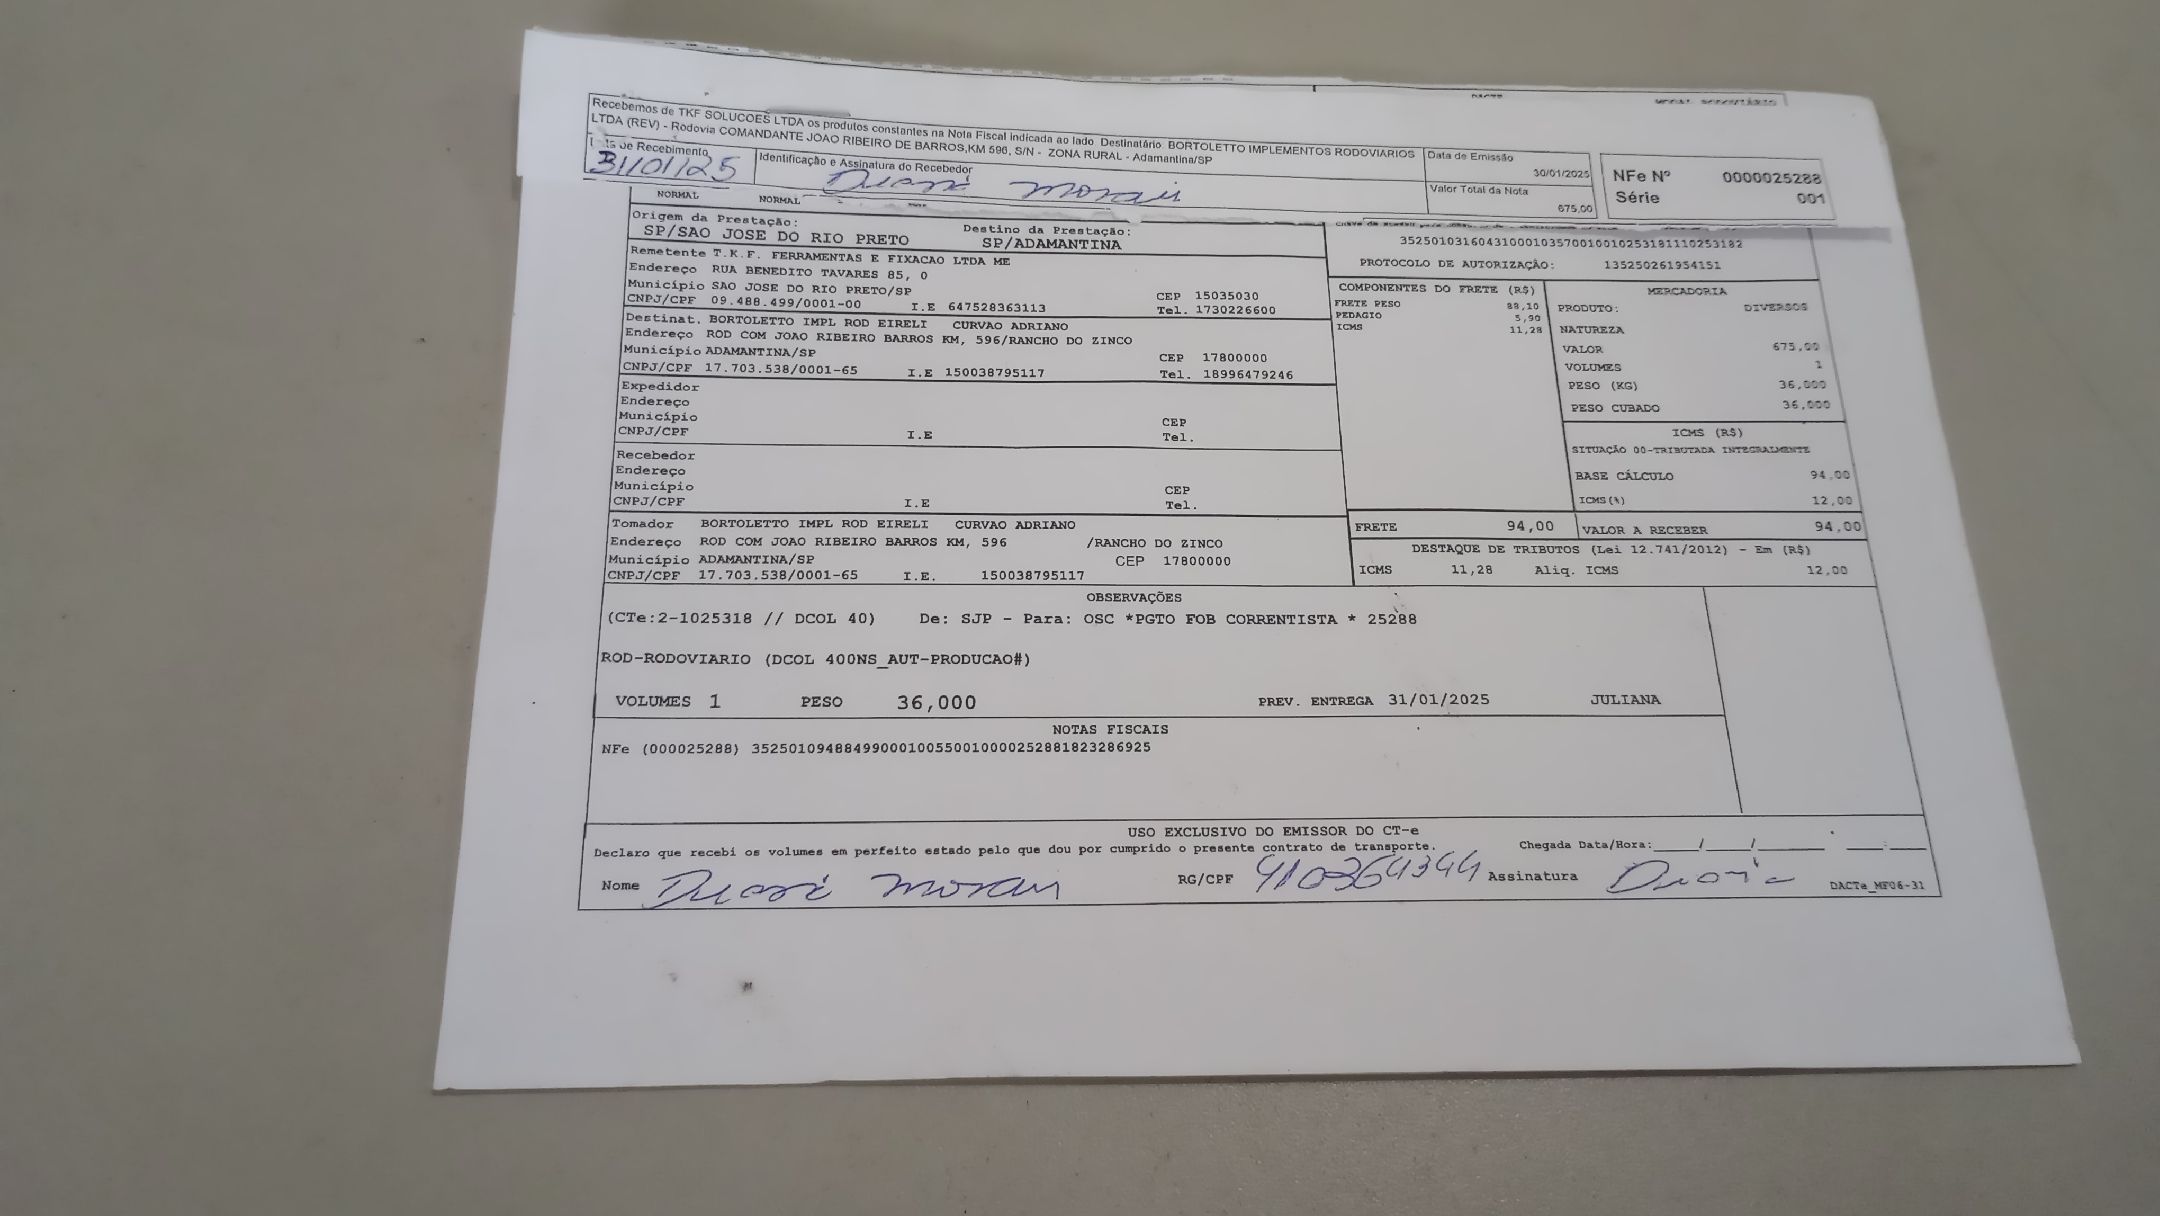 Recebemos de TKF SOLUCOES LTDA os produtos constantes na Nota Fiscal indicada ao lado Destinatário BORTOLETTO IMPLEMENTOS RODOVIARIOS
LTDA (REV) - Rodovia COMANDANTE JOAO RIBEIRO DE BARROS,KM 596, S/N - ZONA RURAL - Adamantina/SP
de Recebimento Identificação e Assinatura do Recebedor
31/01/25
Data de Emissão
30/01/2025
Valor Total da Nota
675,00
NFe Nº 0000025288
Série 001
NORMAL NORMAL
Origem da Prestação: Destino da Prestação:
SP/SAO JOSE DO RIO PRETO SP/ADAMANTINA
Remetente T.K.F. FERRAMENTAS E FIXACAO LTDA ME
Endereço RUA BENEDITO TAVARES 85, 0
Município SAO JOSE DO RIO PRETO/SP CEP 15035030
CNPJ/CPF 09.488.499/0001-00 I.E 647528363113 Tel. 1730226600
Destinat. BORTOLETTO IMPL ROD EIRELI CURVAO ADRIANO
Endereço ROD COM JOAO RIBEIRO BARROS KM, 596/RANCHO DO ZINCO
Município ADAMANTINA/SP CEP 17800000
CNPJ/CPF 17.703.538/0001-65 I.E 150038795117 Tel. 18996479246
Expedidor
Endereço
Município CEP
CNPJ/CPF I.E Tel.
Recebedor
Endereço
Município CEP
CNPJ/CPF I.E Tel.
Tomador BORTOLETTO IMPL ROD EIRELI CURVAO ADRIANO
Endereço ROD COM JOAO RIBEIRO BARROS KM, 596 /RANCHO DO ZINCO
Município ADAMANTINA/SP CEP 17800000
CNPJ/CPF 17.703.538/0001-65 I.E. 150038795117
35250103160431000103570010010253181110253182
PROTOCOLO DE AUTORIZAÇÃO: 135250261954151
COMPONENTES DO FRETE (R$)
FRETE PESO 88,10
PEDAGIO 5,90
ICMS 11,28
MERCADORIA
PRODUTO: DIVERSOS
NATUREZA
VALOR 675,00
VOLUMES 1
PESO (KG) 36,000
PESO CUBADO 36,000
ICMS (R$)
SITUAÇÃO 00-TRIBUTADA INTEGRALMENTE
BASE CÁLCULO 94,00
ICMS(%) 12,00
FRETE 94,00 VALOR A RECEBER 94,00
DESTAQUE DE TRIBUTOS (Lei 12.741/2012) - Em (R$)
ICMS 11,28 Aliq. ICMS 12,00
OBSERVAÇÕES
(CTe:2-1025318 // DCOL 40) De: SJP - Para: OSC *PGTO FOB CORRENTISTA * 25288
ROD-RODOVIARIO (DCOL 400NS_AUT-PRODUCAO#)
VOLUMES 1 PESO 36,000 PREV. ENTREGA 31/01/2025 JULIANA
NOTAS FISCAIS
NFe (000025288) 35250109488499000100550010000252881823286925
USO EXCLUSIVO DO EMISSOR DO CT-e
Declaro que recebi os volumes em perfeito estado pelo que dou por cumprido o presente contrato de transporte. Chegada Data/Hora:____/____/______ ___:___
Nome RG/CPF 410364344 Assinatura DACTe_MF06-31